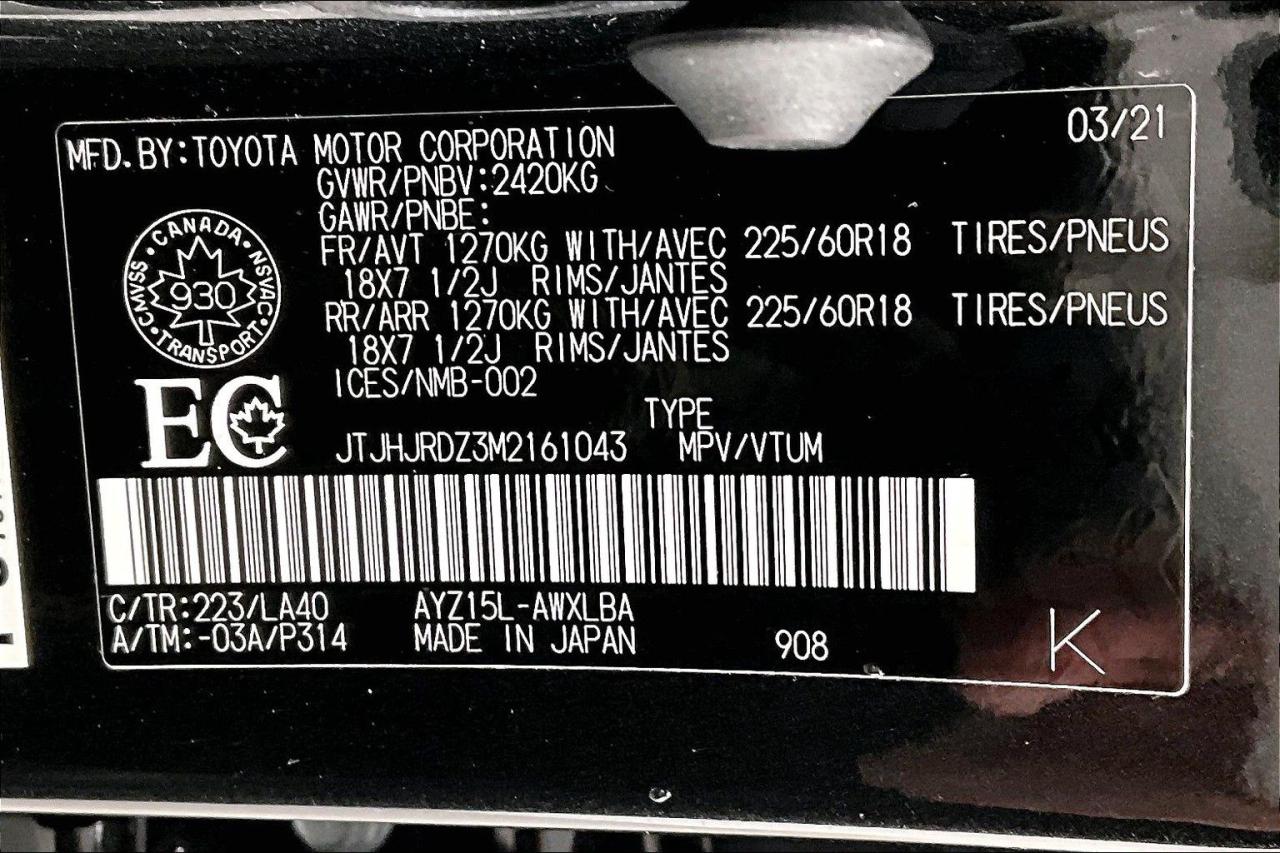 03/21
MFD. BY:TOYOTA MOTOR CORPORATION
GVWR/PNBV:2420KG
GAWR/PNBE:
FR/AVT 1270KG WITH/AVEC 225/60R18 TIRES/PNEUS
18X7 1/2J RIMS/JANTES
RR/ARR 1270KG WITH/AVEC 225/60R18 TIRES/PNEUS
18X7 1/2J RIMS/JANTES
ICES/NMB-002
CANADA
NSVAC
TRANSPORT
CMVSS
930
EC
TYPE
JTJHJRDZ3M2161043 MPV/VTUM
C/TR:223/LA40 AYZ15L-AWXLBA
A/TM:-03A/P314 MADE IN JAPAN 908
K